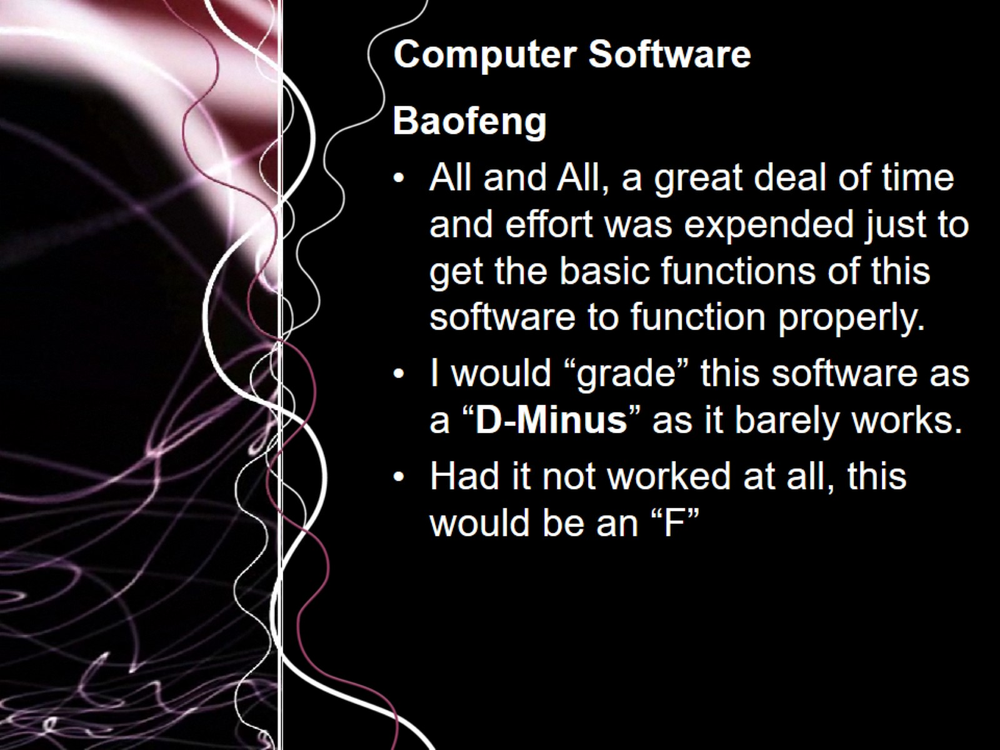 Computer Software
Baofeng
• All and All, a great deal of time
and effort was expended just to
get the basic functions of this
software to function properly.
• I would “grade” this software as
a “D-Minus” as it barely works.
• Had it not worked at all, this
would be an “F”